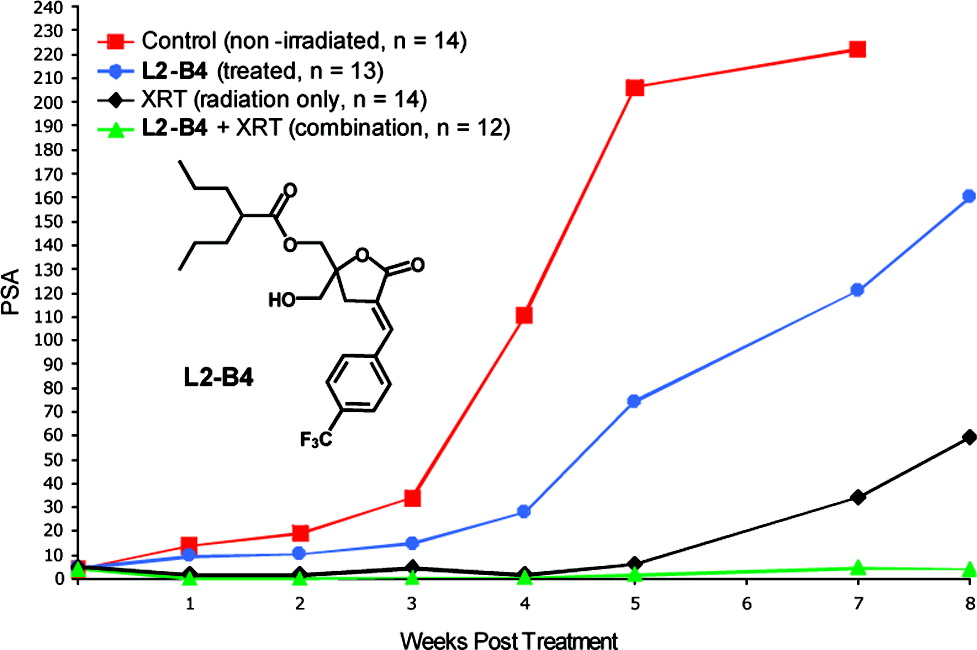 240
230
220
210
200
190
180
170
160
150
140
130
120
110
100
90
80
70
60
50
40
30
20
10
0
PSA
Control (non -irradiated, n = 14)
L2-B4 (treated, n = 13)
XRT (radiation only, n = 14)
L2-B4 + XRT (combination, n = 12)
O
O
O
O
HO
L2-B4
F₃C
1 2 3 4 5 6 7 8
Weeks Post Treatment